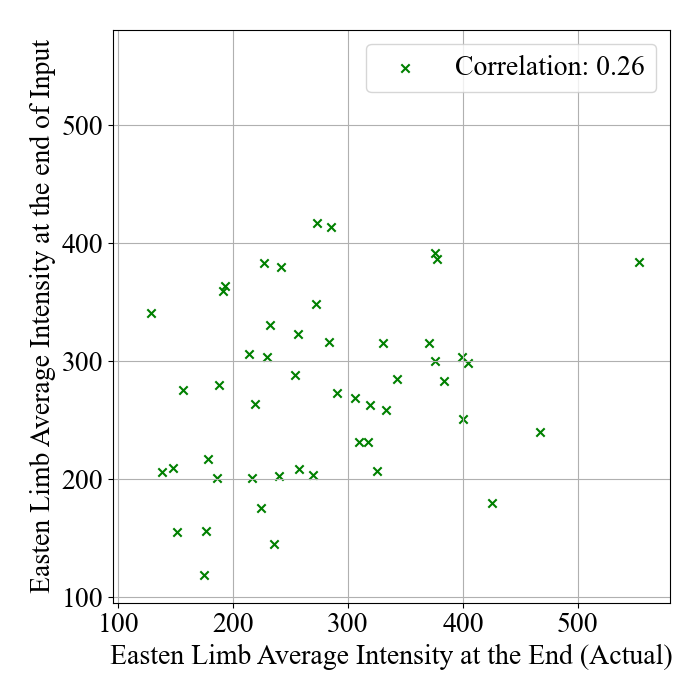 Correlation: 0.26
Easten Limb Average Intensity at the end of Input
500
400
300
200
100
100 200 300 400 500
Easten Limb Average Intensity at the End (Actual)